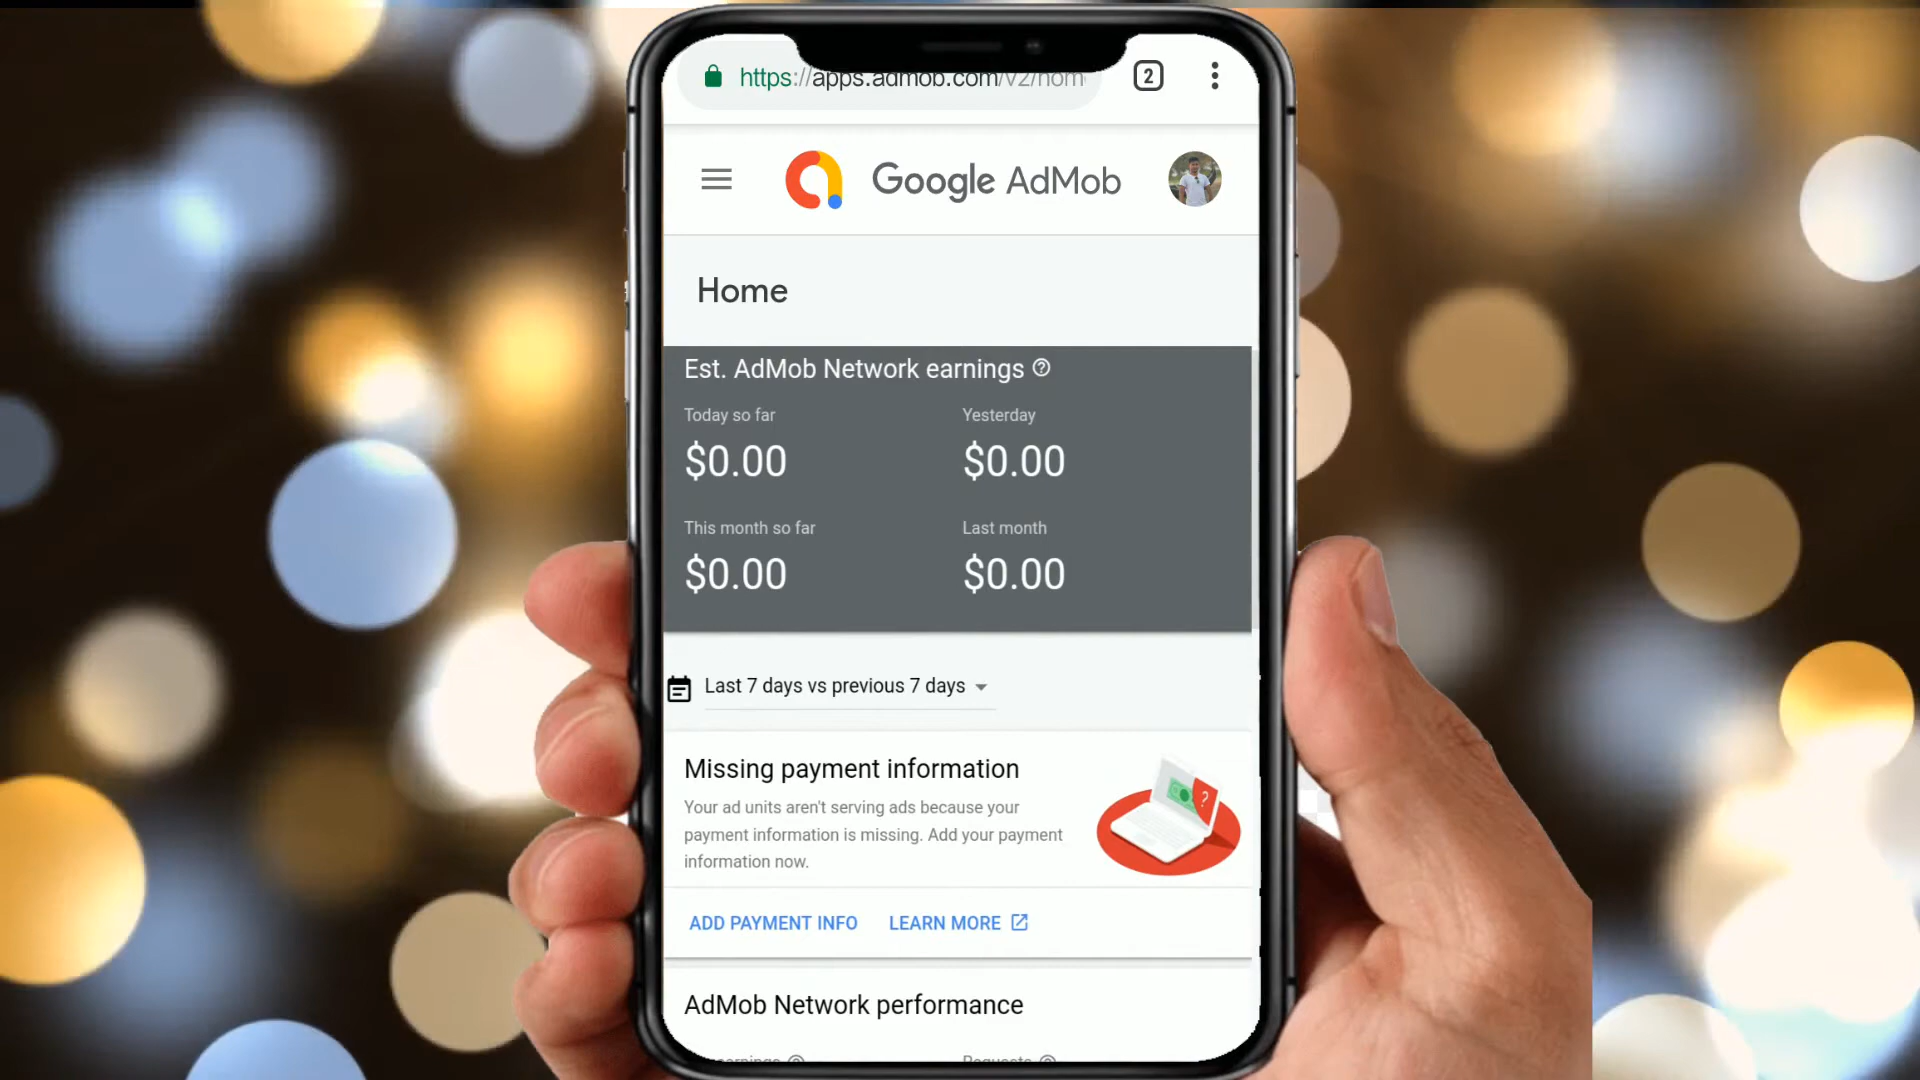 https://apps.admob.com/v2/hom
2
Google AdMob
Home
Est. AdMob Network earnings
Today so far
Yesterday
$0.00
$0.00
This month so far
Last month
$0.00
$0.00
Last 7 days vs previous 7 days
Missing payment information
Your ad units aren't serving ads because your
payment information is missing. Add your payment
information now.
ADD PAYMENT INFO
LEARN MORE
AdMob Network performance
earnings
Requests